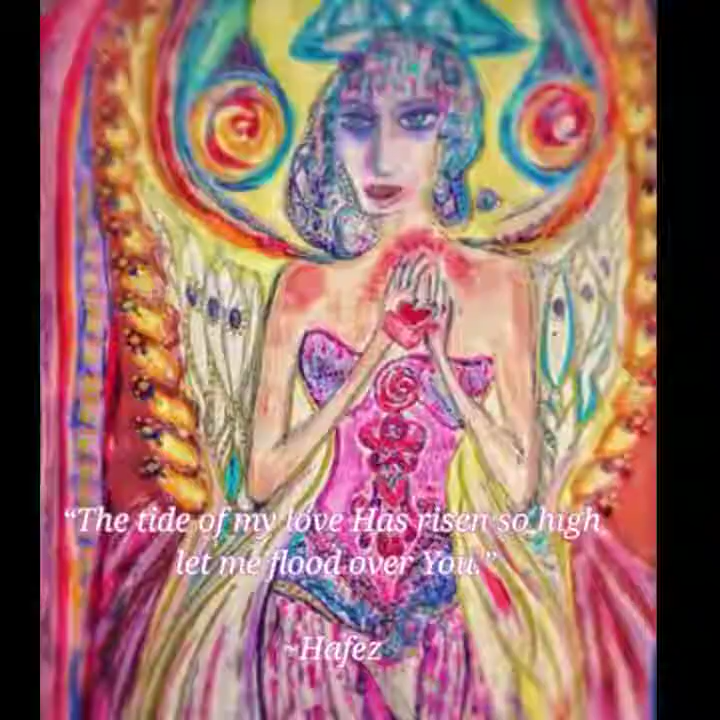 “The tide of my love Has risen so high
let me flood over You.”
~Hafez